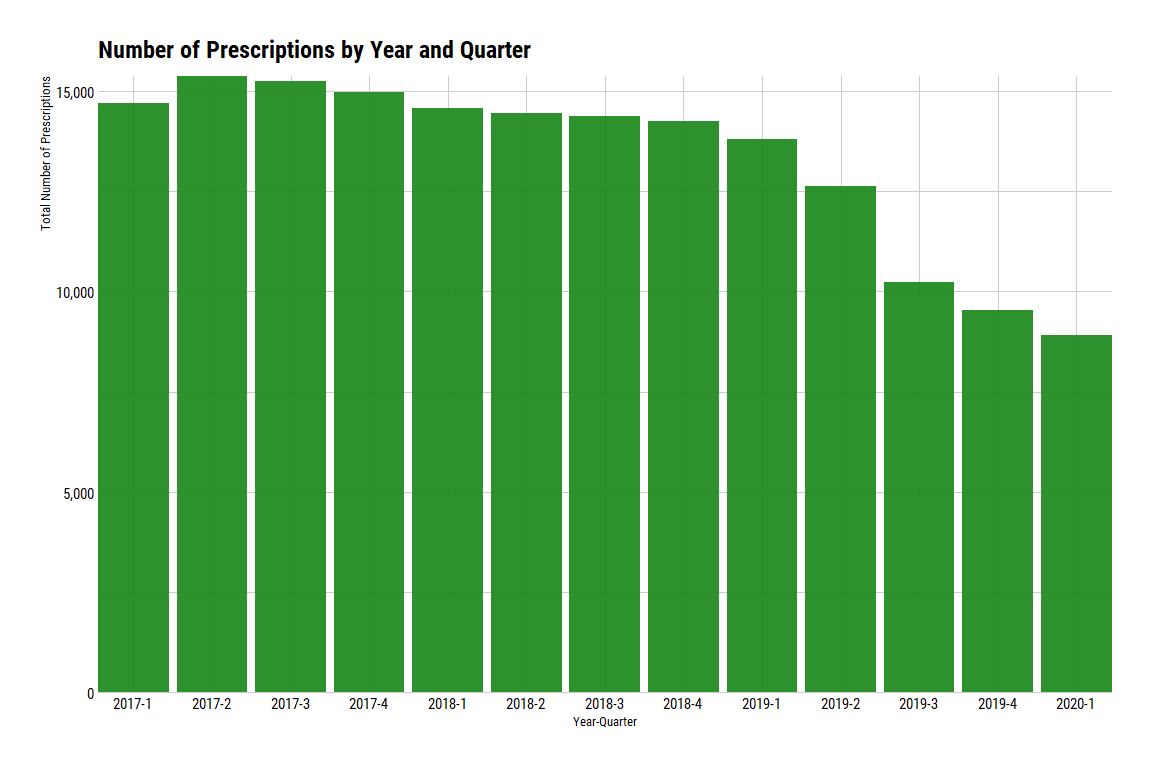 Number of Prescriptions by Year and Quarter
Total Number of Prescriptions
15,000
10,000
5,000
0
2017-1 2017-2 2017-3 2017-4 2018-1 2018-2 2018-3 2018-4 2019-1 2019-2 2019-3 2019-4 2020-1
Year-Quarter